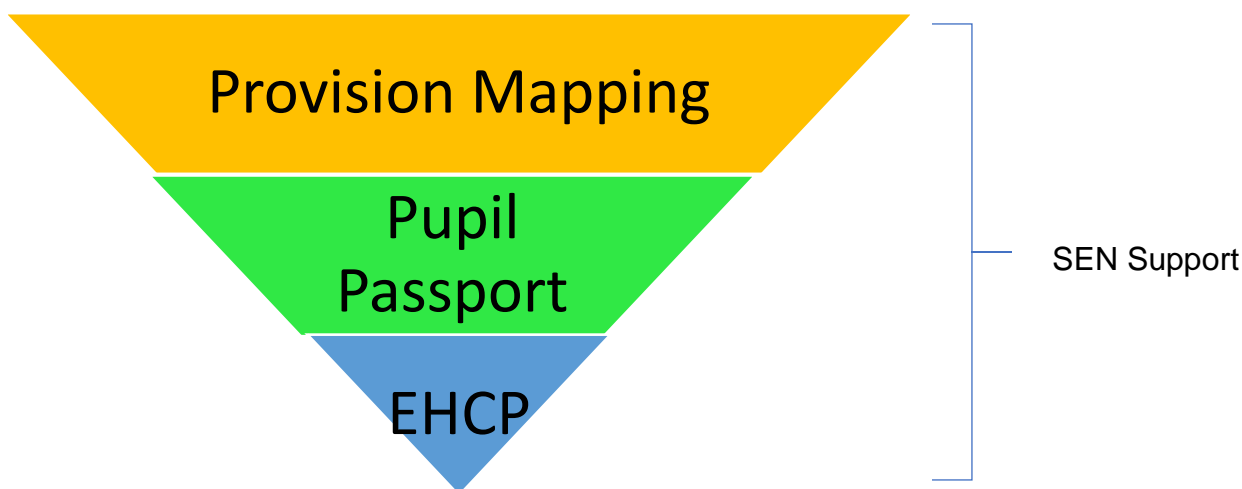 Provision Mapping
Pupil
Passport
EHCP
SEN Support